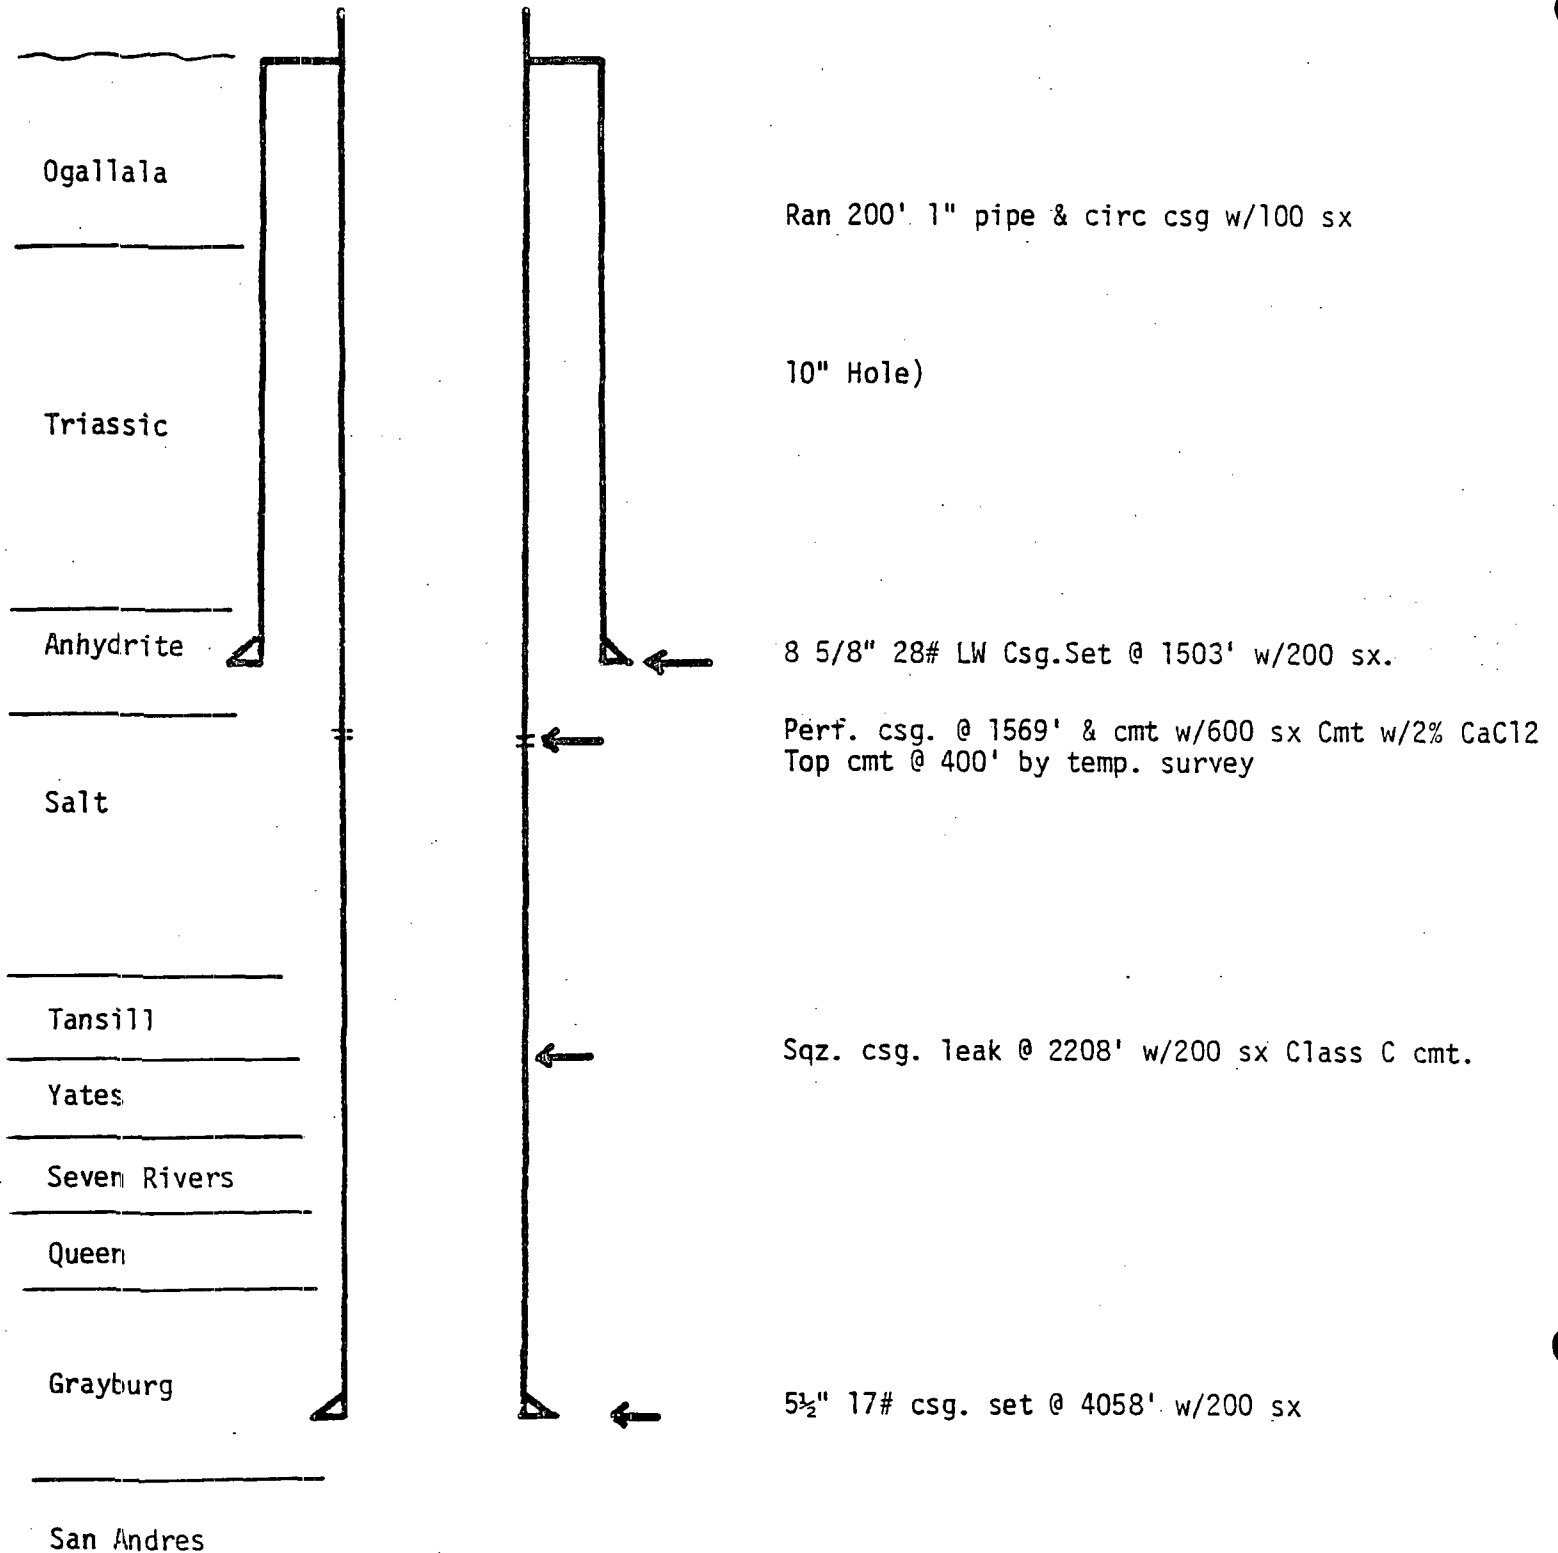 Ogallala
Ran 200' 1" pipe & circ csg w/100 sx
10" Hole)
Triassic
Anhydrite
8 5/8" 28# LW Csg.Set @ 1503' w/200 sx.
Perf. csg. @ 1569' & cmt w/600 sx Cmt w/2% CaCl2
Top cmt @ 400' by temp. survey
Salt
Tansill
Sqz. csg. leak @ 2208' w/200 sx Class C cmt.
Yates
Seven Rivers
Queen
Grayburg
5½" 17# csg. set @ 4058' w/200 sx
San Andres